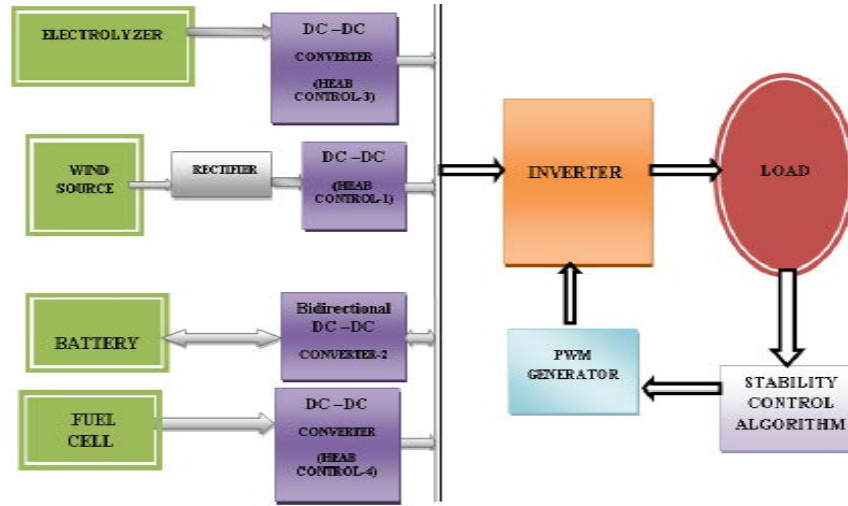 ELECTROLYZER
DC –DC
CONVERTER
(HEAB
CONTROL-3)
WIND
SOURCE
RECTIFIER
DC –DC
(HEAB
CONTROL-1)
BATTERY
Bidirectional
DC –DC
CONVERTER-2
FUEL
CELL
DC –DC
CONVERTER
(HEAB
CONTROL-4)
INVERTER
LOAD
PWM
GENERATOR
STABILITY
CONTROL
ALGORITHM